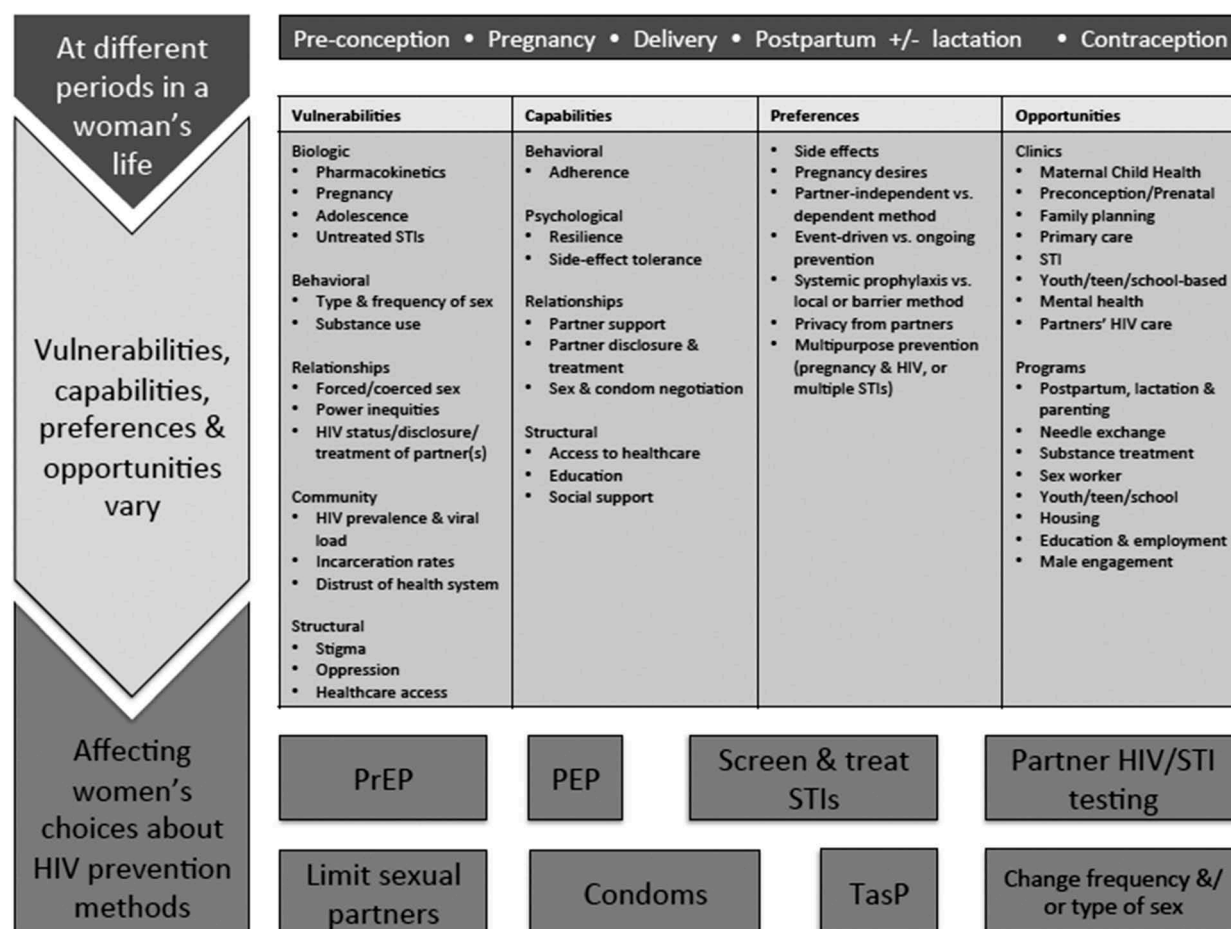 At different
periods in a
woman's
life
Pre-conception • Pregnancy • Delivery • Postpartum +/- lactation • Contraception
Vulnerabilities,
capabilities,
preferences &
opportunities
vary
Vulnerabilities
Biologic
• Pharmacokinetics
• Pregnancy
• Adolescence
• Untreated STIs
Behavioral
• Type & frequency of sex
• Substance use
Relationships
• Forced/coerced sex
• Power inequities
• HIV status/disclosure/
treatment of partner(s)
Community
• HIV prevalence & viral
load
• Incarceration rates
• Distrust of health system
Structural
• Stigma
• Oppression
• Healthcare access
Capabilities
Behavioral
• Adherence
Psychological
• Resilience
• Side-effect tolerance
Relationships
• Partner support
• Partner disclosure &
treatment
• Sex & condom negotiation
Structural
• Access to healthcare
• Education
• Social support
Preferences
• Side effects
• Pregnancy desires
• Partner-independent vs.
dependent method
• Event-driven vs. ongoing
prevention
• Systemic prophylaxis vs.
local or barrier method
• Privacy from partners
• Multipurpose prevention
(pregnancy & HIV, or
multiple STIs)
Opportunities
Clinics
• Maternal Child Health
• Preconception/Prenatal
• Family planning
• Primary care
• STI
• Youth/teen/school-based
• Mental health
• Partners' HIV care
Programs
• Postpartum, lactation &
parenting
• Needle exchange
• Substance treatment
• Sex worker
• Youth/teen/school
• Housing
• Education & employment
• Male engagement
Affecting
women's
choices about
HIV prevention
methods
PrEP
PEP
Screen & treat
STIs
Partner HIV/STI
testing
Limit sexual
partners
Condoms
TasP
Change frequency &/
or type of sex